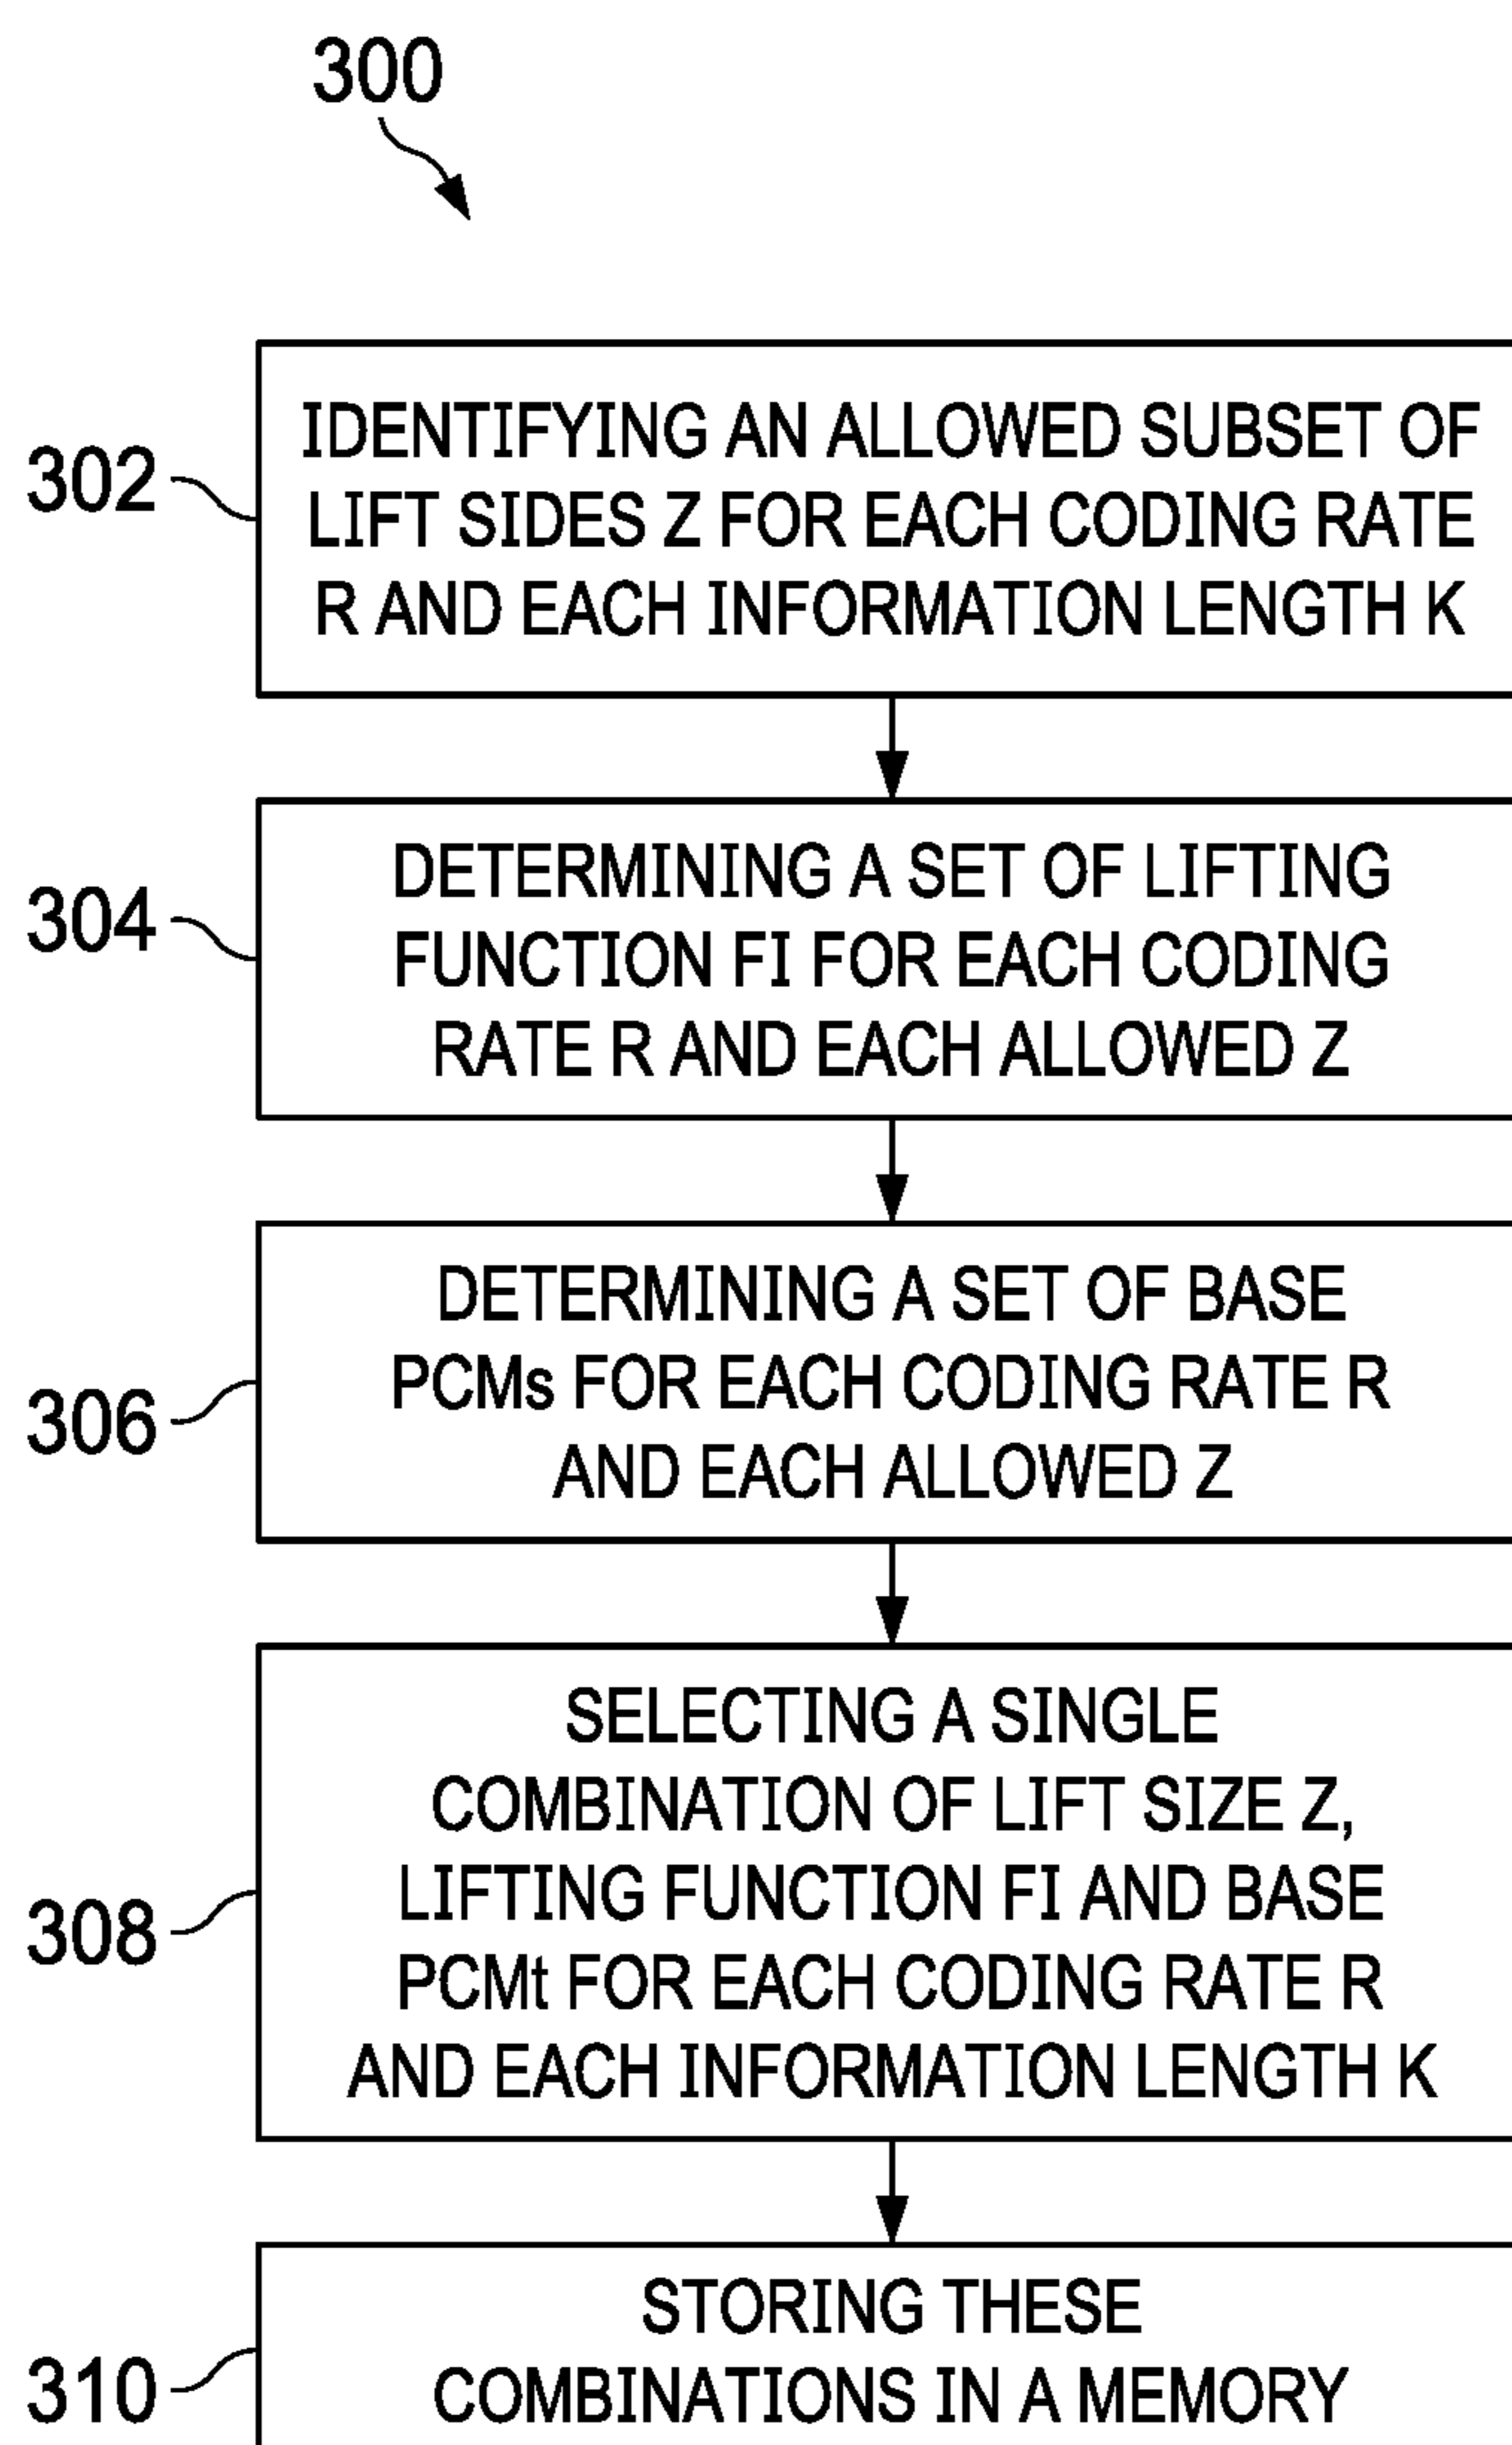 300
302
IDENTIFYING AN ALLOWED SUBSET OF
LIFT SIDES Z FOR EACH CODING RATE
R AND EACH INFORMATION LENGTH K
304
DETERMINING A SET OF LIFTING
FUNCTION FI FOR EACH CODING
RATE R AND EACH ALLOWED Z
306
DETERMINING A SET OF BASE
PCMs FOR EACH CODING RATE R
AND EACH ALLOWED Z
308
SELECTING A SINGLE
COMBINATION OF LIFT SIZE Z,
LIFTING FUNCTION FI AND BASE
PCMt FOR EACH CODING RATE R
AND EACH INFORMATION LENGTH K
310
STORING THESE
COMBINATIONS IN A MEMORY